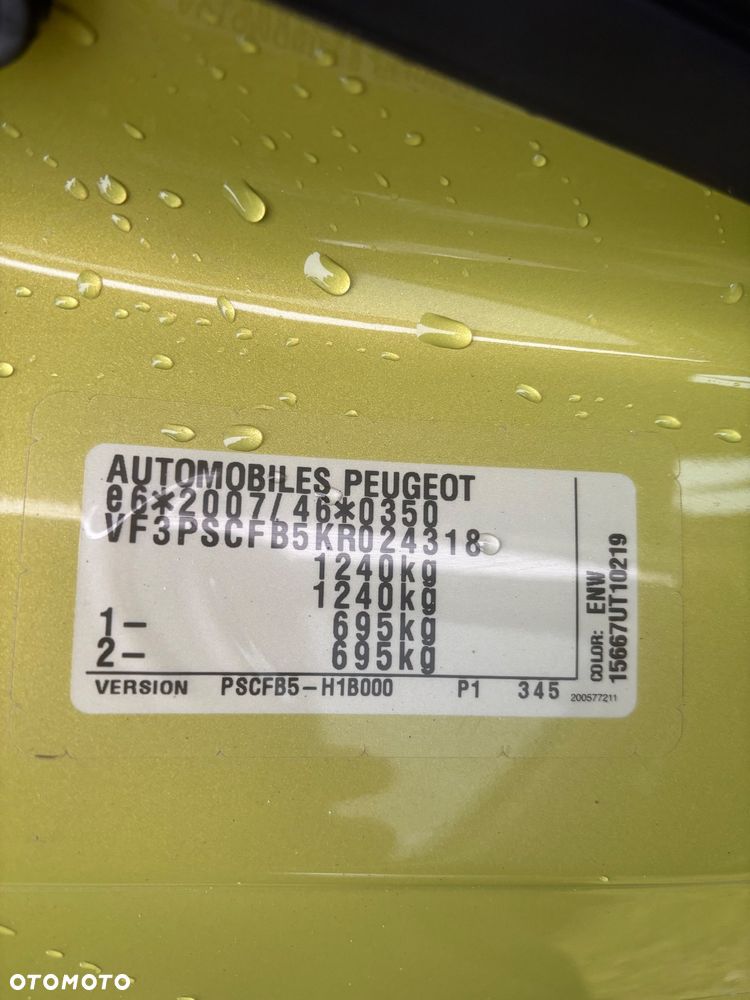 AUTOMOBILES PEUGEOT
e6*2007/46*0350
VF3PSCFB5KR024318
1240kg
1240kg
1- 695kg
2- 695kg
VERSION PSCFB5-H1B000 P1 345
200577211
COLOR: ENW
15667UT10219
OTOMOTO